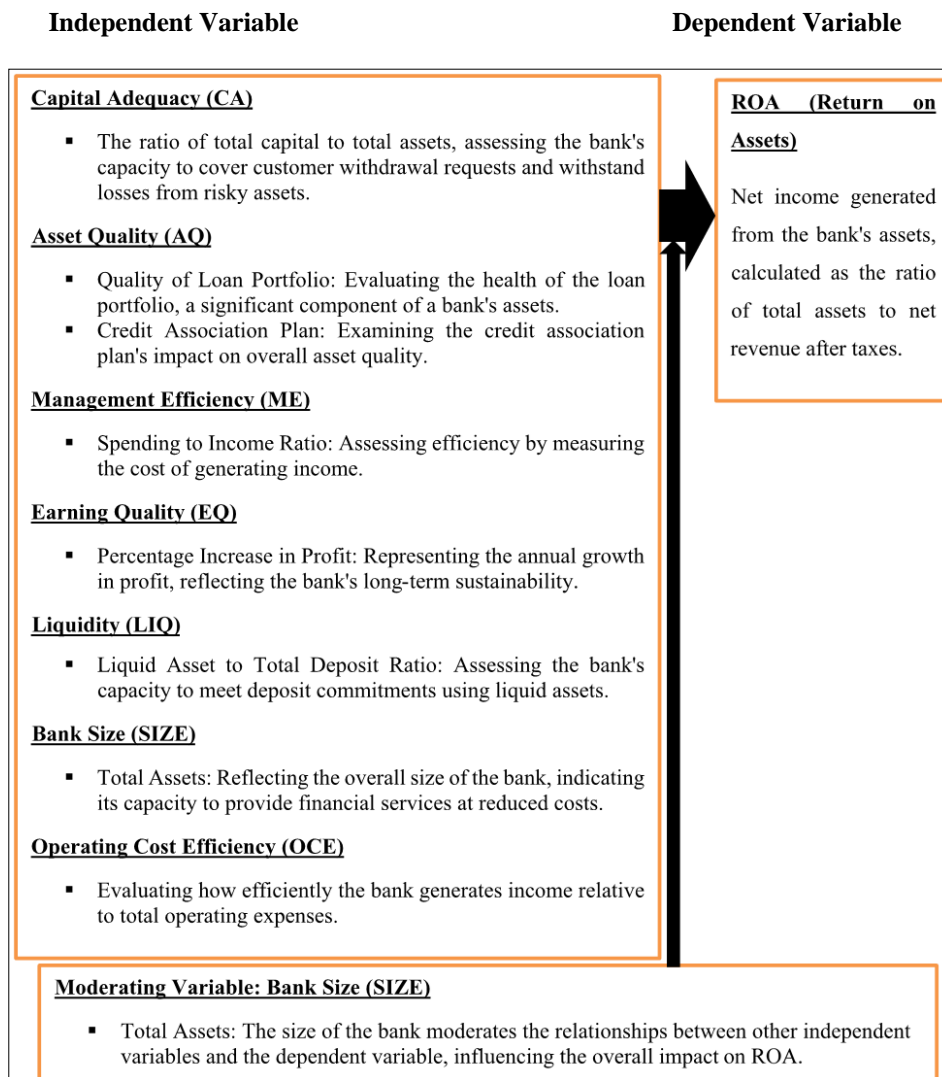 Independent Variable
Dependent Variable
Capital Adequacy (CA)
▪ The ratio of total capital to total assets, assessing the bank's
capacity to cover customer withdrawal requests and withstand
losses from risky assets.
Asset Quality (AQ)
▪ Quality of Loan Portfolio: Evaluating the health of the loan
portfolio, a significant component of a bank's assets.
▪ Credit Association Plan: Examining the credit association
plan's impact on overall asset quality.
Management Efficiency (ME)
▪ Spending to Income Ratio: Assessing efficiency by measuring
the cost of generating income.
Earning Quality (EQ)
▪ Percentage Increase in Profit: Representing the annual growth
in profit, reflecting the bank's long-term sustainability.
Liquidity (LIQ)
▪ Liquid Asset to Total Deposit Ratio: Assessing the bank's
capacity to meet deposit commitments using liquid assets.
Bank Size (SIZE)
▪ Total Assets: Reflecting the overall size of the bank, indicating
its capacity to provide financial services at reduced costs.
Operating Cost Efficiency (OCE)
▪ Evaluating how efficiently the bank generates income relative
to total operating expenses.
ROA (Return on
Assets)
Net income generated
from the bank's assets,
calculated as the ratio
of total assets to net
revenue after taxes.
Moderating Variable: Bank Size (SIZE)
▪ Total Assets: The size of the bank moderates the relationships between other independent
variables and the dependent variable, influencing the overall impact on ROA.